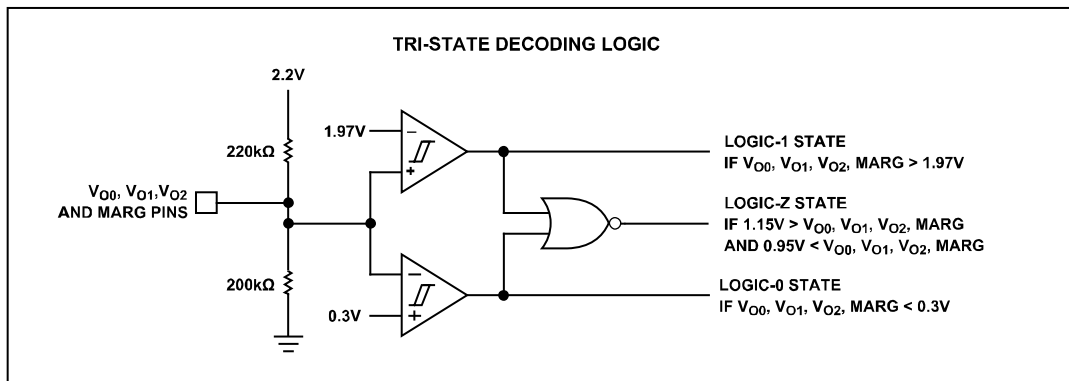 TRI-STATE DECODING LOGIC
2.2V
220kΩ
VO0, VO1,VO2
AND MARG PINS
200kΩ
1.97V
−
+
−
+
0.3V
LOGIC-1 STATE
IF VO0, VO1, VO2, MARG > 1.97V
LOGIC-Z STATE
IF 1.15V > VO0, VO1, VO2, MARG
AND 0.95V < VO0, VO1, VO2, MARG
LOGIC-0 STATE
IF VO0, VO1, VO2, MARG < 0.3V